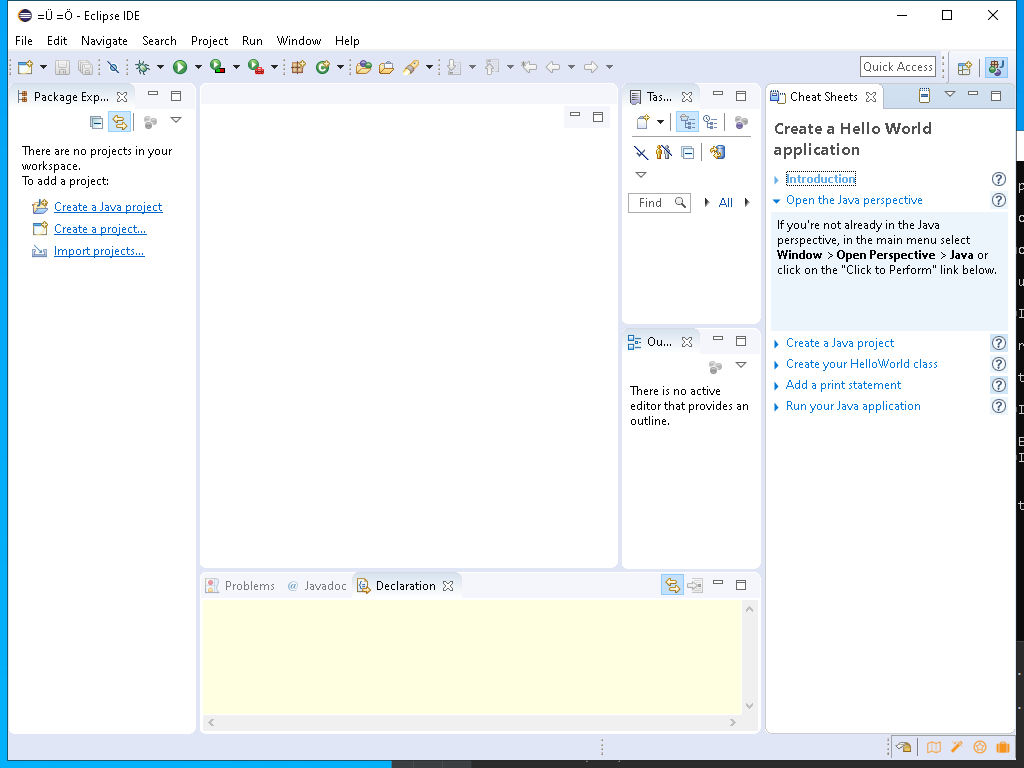 =Ü =Ö - Eclipse IDE
File Edit Navigate Search Project Run Window Help
Quick Access
Package Exp...
There are no projects in your
workspace.
To add a project:
Create a Java project
Create a project...
Import projects...
Tas...
Find
All
Ou...
There is no active
editor that provides an
outline.
Problems
@ Javadoc
Declaration
Cheat Sheets
Create a Hello World
application
Introduction
Open the Java perspective
If you're not already in the Java
perspective, in the main menu select
Window > Open Perspective > Java or
click on the "Click to Perform" link below.
Create a Java project
Create your HelloWorld class
Add a print statement
Run your Java application